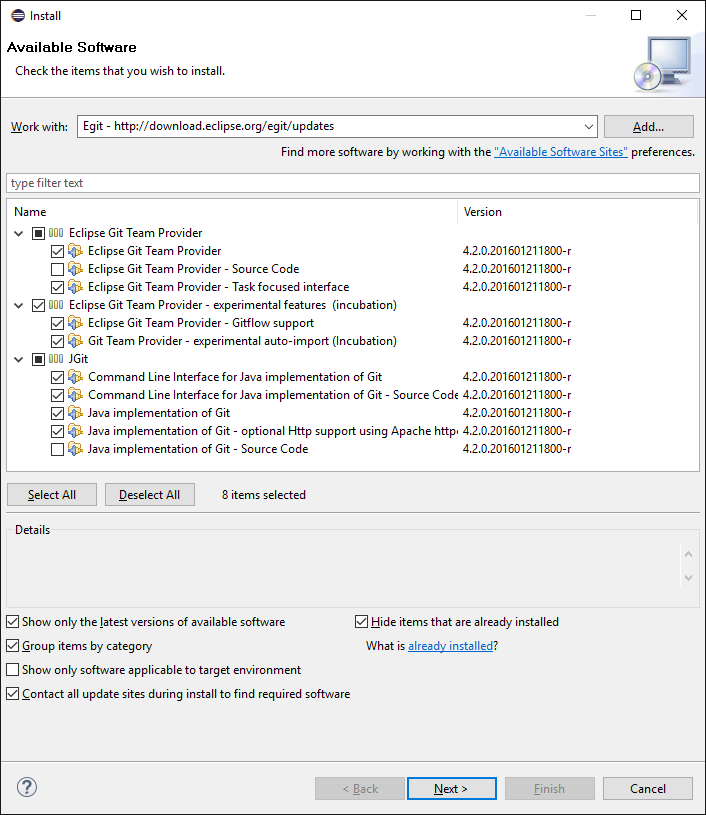 Install
Available Software
Check the items that you wish to install.
Work with: Egit - http://download.eclipse.org/egit/updates Add...
Find more software by working with the "Available Software Sites" preferences.
type filter text
Name Version
Eclipse Git Team Provider
Eclipse Git Team Provider 4.2.0.201601211800-r
Eclipse Git Team Provider - Source Code 4.2.0.201601211800-r
Eclipse Git Team Provider - Task focused interface 4.2.0.201601211800-r
Eclipse Git Team Provider - experimental features (incubation)
Eclipse Git Team Provider - Gitflow support 4.2.0.201601211800-r
Git Team Provider - experimental auto-import (Incubation) 4.2.0.201601211800-r
JGit
Command Line Interface for Java implementation of Git 4.2.0.201601211800-r
Command Line Interface for Java implementation of Git - Source Code 4.2.0.201601211800-r
Java implementation of Git 4.2.0.201601211800-r
Java implementation of Git - optional Http support using Apache httpc 4.2.0.201601211800-r
Java implementation of Git - Source Code 4.2.0.201601211800-r
Select All Deselect All 8 items selected
Details
Show only the latest versions of available software Hide items that are already installed
Group items by category What is already installed?
Show only software applicable to target environment
Contact all update sites during install to find required software
? < Back Next > Finish Cancel